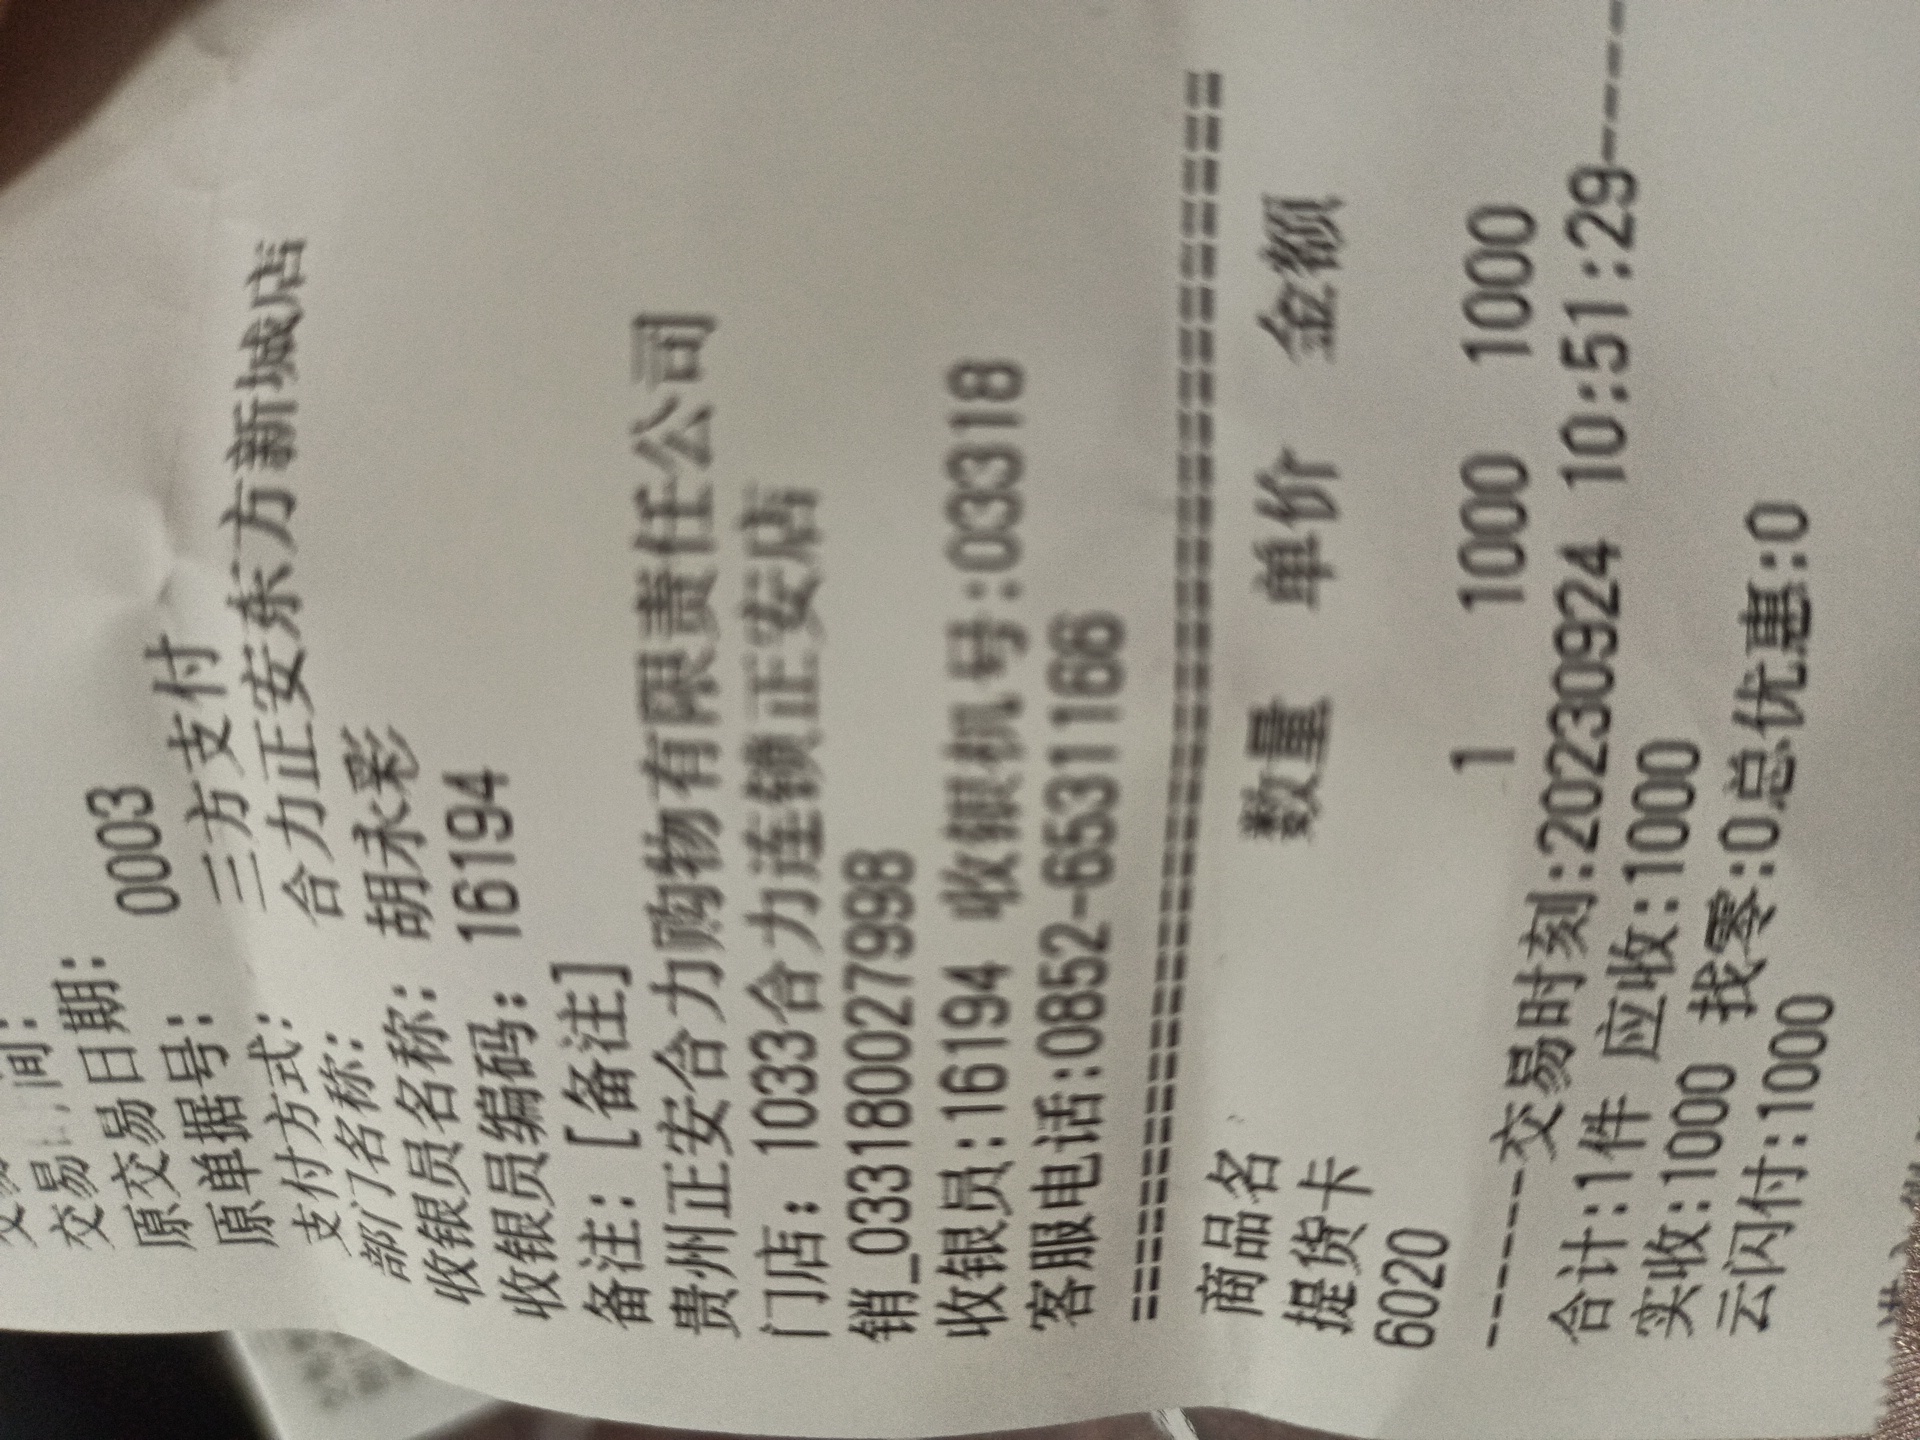 交易日期:
原交易日期: 0003
原单据号:
支付方式: 三方支付
部门名称: 合力正安东方新城店
收银员名称: 胡永彩
收银员编码: 16194
备注: [备注]
贵州正安合力购物有限责任公司
门店: 1033合力连锁正安店
销_0331800027998
收银员:16194 收银机号:03318
客服电话:0852-6531166
==============================
商品名 数量 单价 金额
提货卡
6020 1 1000 1000
-------交易时刻:20230924 10:51:29-----
合计:1件 应收:1000
实收:1000 找零:0总优惠:0
云闪付:1000